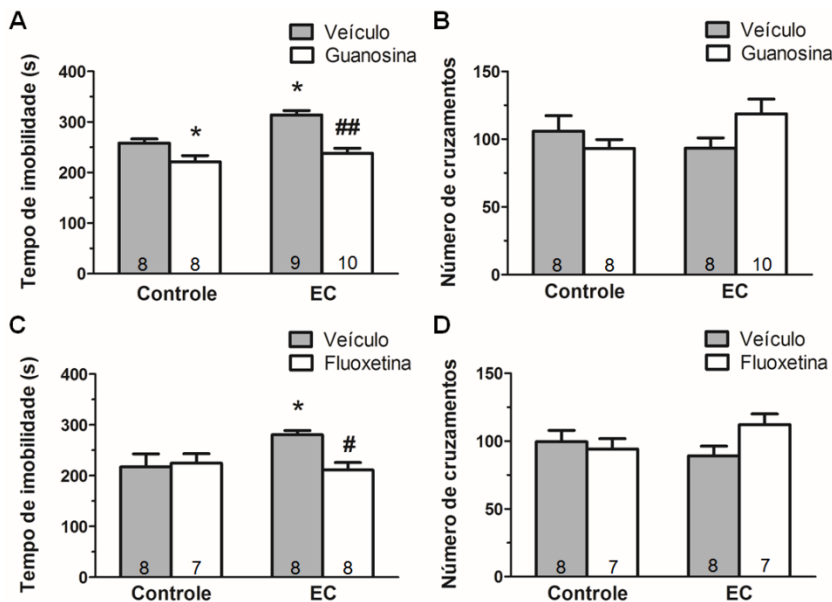 A
Veículo
Guanosina
Tempo de imobilidade (s)
400
300
200
100
0
*
*
##
8
8
9
10
Controle
EC
B
Veículo
Guanosina
Número de cruzamentos
150
100
50
0
8
8
8
10
Controle
EC
C
Veículo
Fluoxetina
Tempo de imobilidade (s)
400
300
200
100
0
*
#
8
7
8
8
Controle
EC
D
Veículo
Fluoxetina
Número de cruzamentos
150
100
50
0
8
7
8
7
Controle
EC